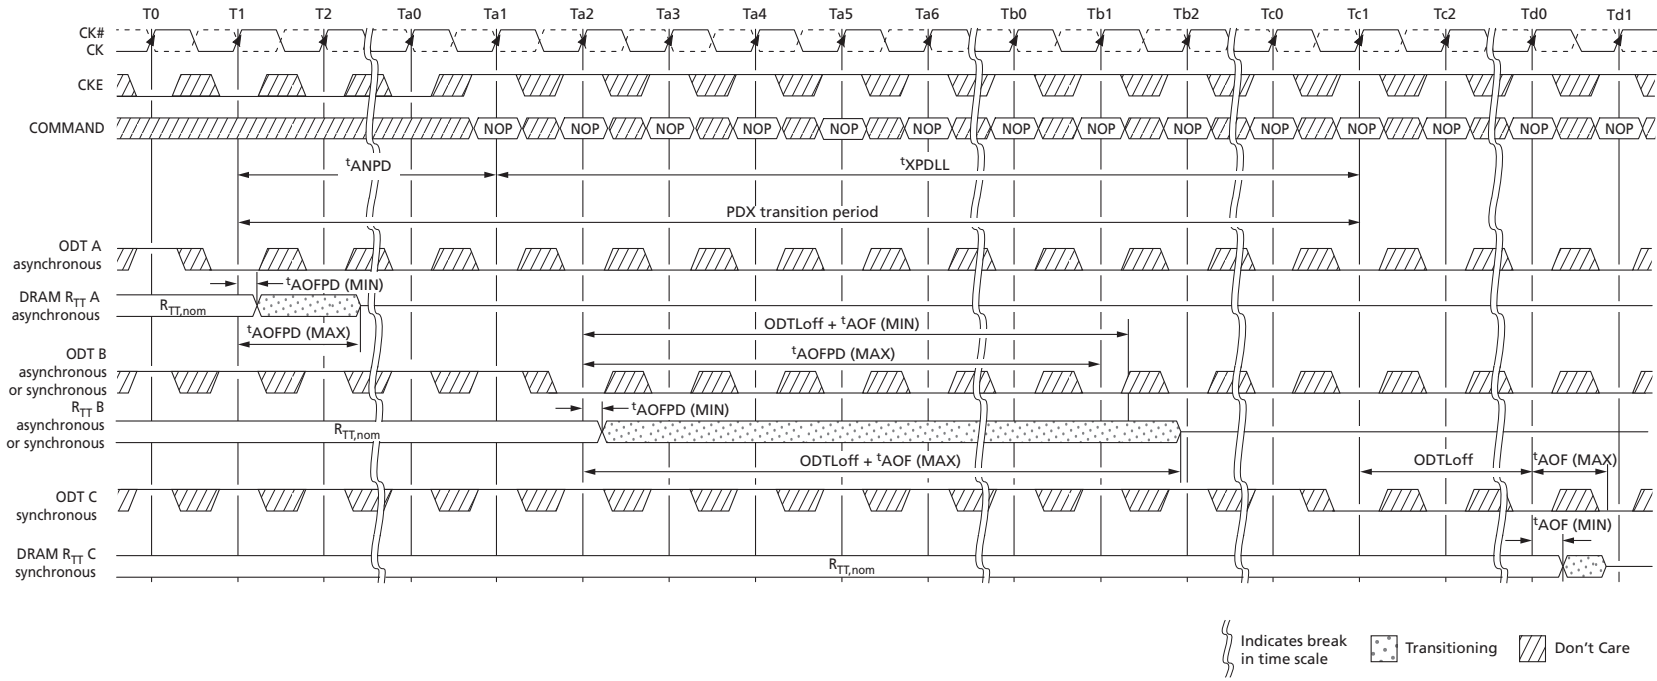 T0 T1 T2 Ta0 Ta1 Ta2 Ta3 Ta4 Ta5 Ta6 Tb0 Tb1 Tb2 Tc0 Tc1 Tc2 Td0 Td1
CK#
CK
CKE
COMMAND NOP NOP NOP NOP NOP NOP NOP NOP NOP NOP NOP NOP NOP NOP
tANPD tXPDLL
PDX transition period
ODT A
asynchronous
tAOFPD (MIN)
DRAM RTT A
asynchronous
RTT,nom
tAOFPD (MAX)
ODTLoff + tAOF (MIN)
tAOFPD (MAX)
ODT B
asynchronous
or synchronous
RTT B
asynchronous
or synchronous
tAOFPD (MIN)
RTT,nom
ODTLoff + tAOF (MAX)
ODTLoff tAOF (MAX)
ODT C
synchronous
tAOF (MIN)
DRAM RTT C
synchronous
RTT,nom
Indicates break
in time scale
Transitioning
Don't Care